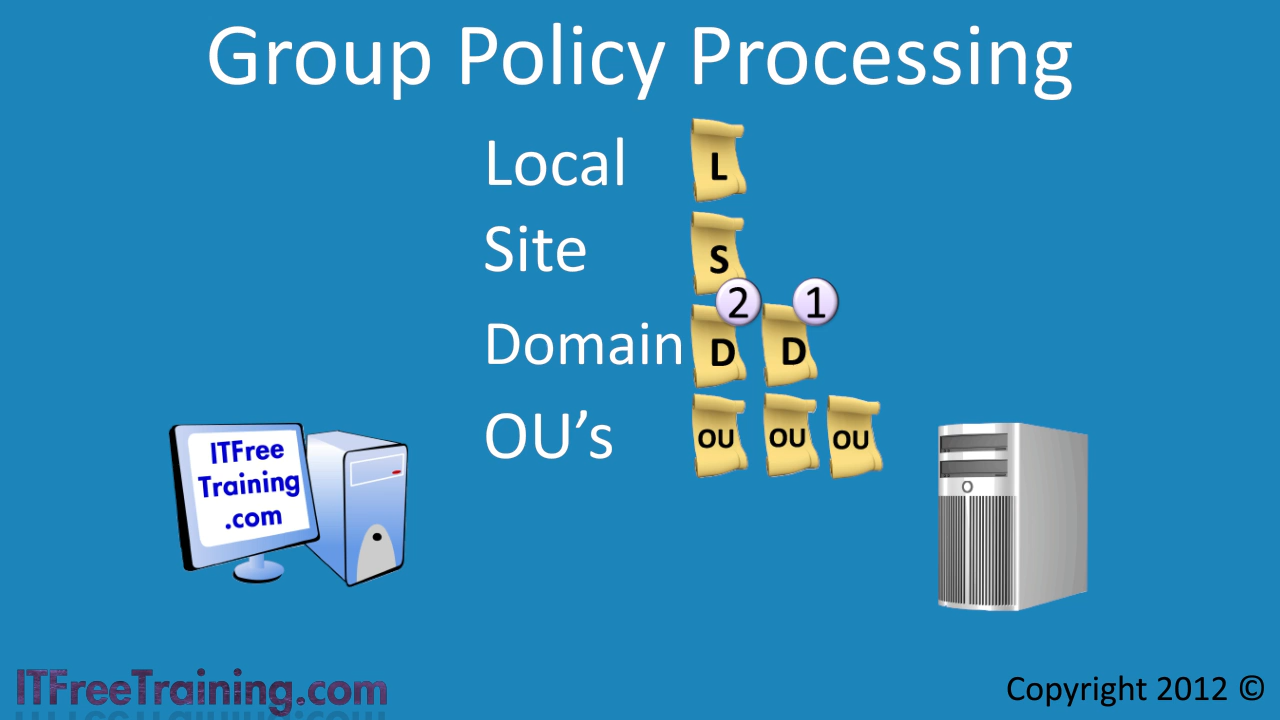 Group Policy Processing
Local L
Site S
2 1
Domain D D
OU's OU OU OU
ITFree
Training
.com
ITFreeTraining.com
Copyright 2012 ©